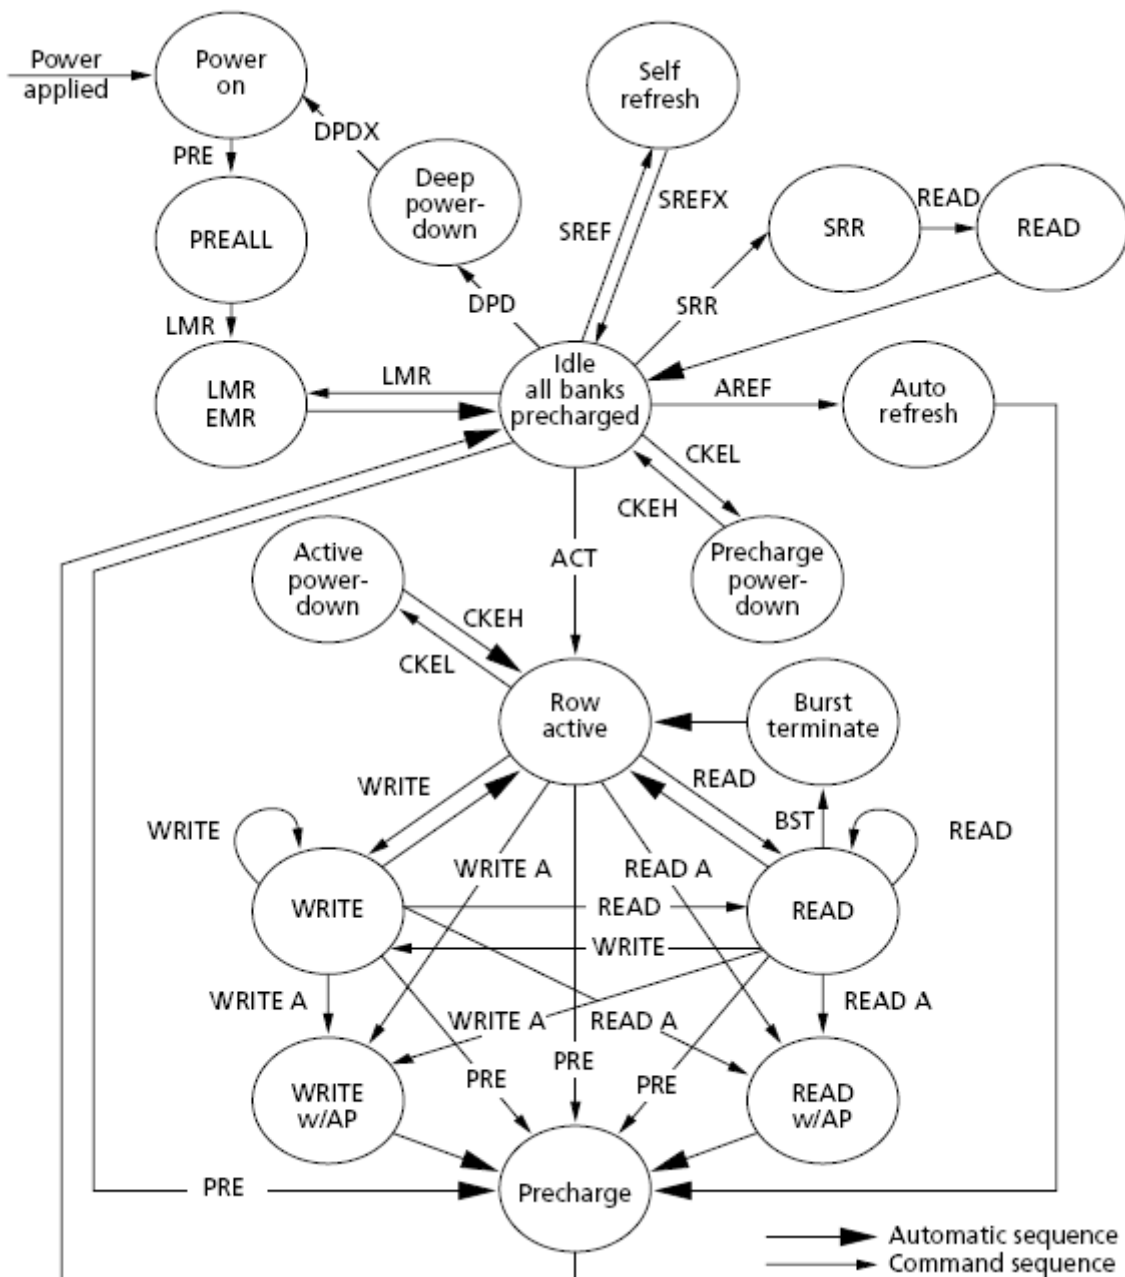 Power
applied
Power
on
PRE
PREALL
LMR
LMR
EMR
DPDX
Deep
power-
down
DPD
Self
refresh
SREF
SREFX
SRR
SRR
READ
READ
LMR
Idle
all banks
precharged
AREF
Auto
refresh
CKEL
CKEH
Precharge
power-
down
ACT
Active
power-
down
CKEH
CKEL
Row
active
Burst
terminate
WRITE
READ
BST
WRITE
READ
WRITE A
READ A
WRITE
READ
READ
WRITE
WRITE A
WRITE A
READ A
READ A
WRITE
w/AP
PRE
PRE
PRE
READ
w/AP
PRE
Precharge
Automatic sequence
Command sequence